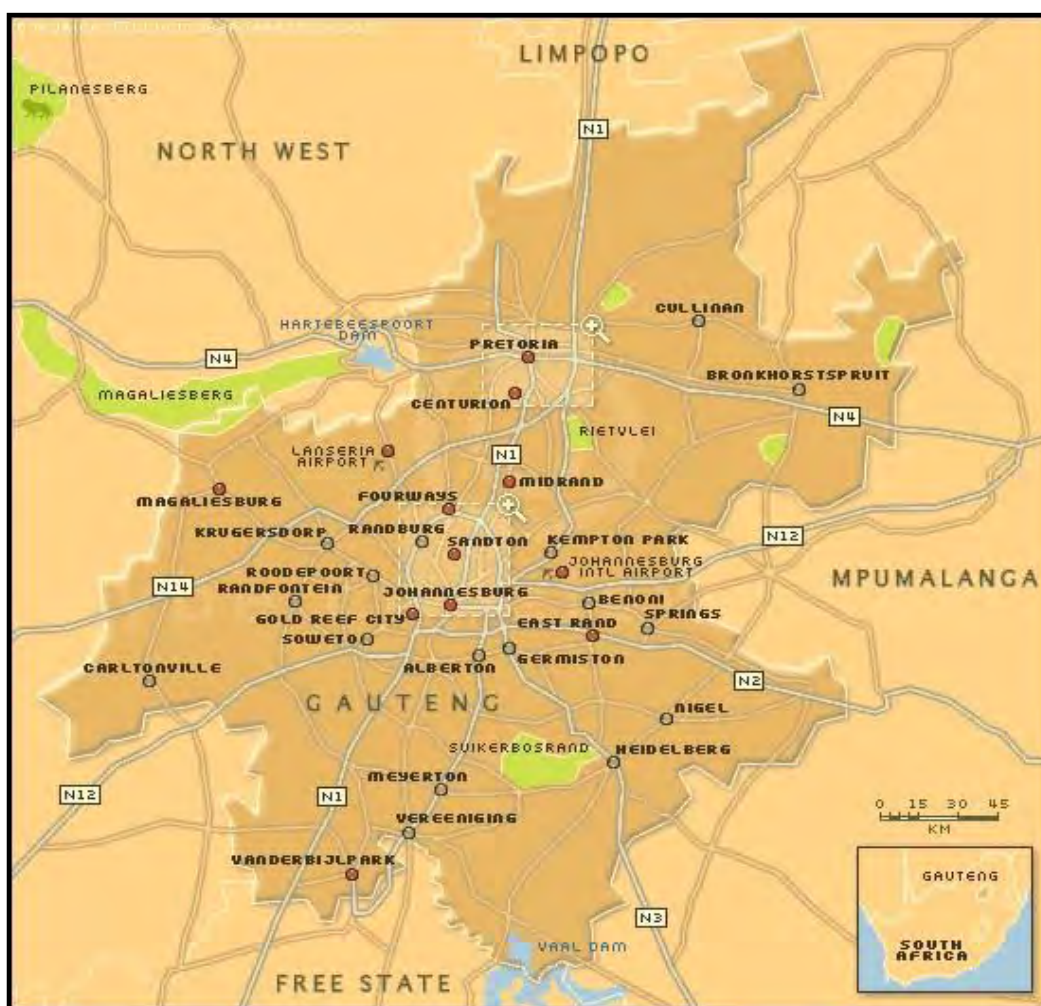 LIMPOPO
PILANESBERG
N1
NORTH WEST
CULLINAN
HARTEBEESPOORT
DAM
PRETORIA
N4
BRONKHORSTSPRUIT
MAGALIESBERG
CENTURION
N4
RIETVLEI
LANSERIA
AIRPORT
N1
MIDRAND
MAGALIESBURG
FOURWAYS
RANDBURG
KRUGERSDORP
SANDTON
KEMPTON PARK
N12
JOHANNESBURG
INTL AIRPORT
MPUMALANGA
ROODEPOORT
N14
RANDFONTEIN
JOHANNESBURG
BENONI
GOLD REEF CITY
EAST RAND
SPRINGS
SOWETO
ALBERTON
GERMISTON
CARLTONVILLE
N2
GAUTENG
NIGEL
SUIKERBOSRAND
HEIDELBERG
MEYERTON
N12
N1
VEREENIGING
0 15 30 45
KM
VANDERBIJLPARK
GAUTENG
N3
VAAL DAM
SOUTH
AFRICA
FREE STATE